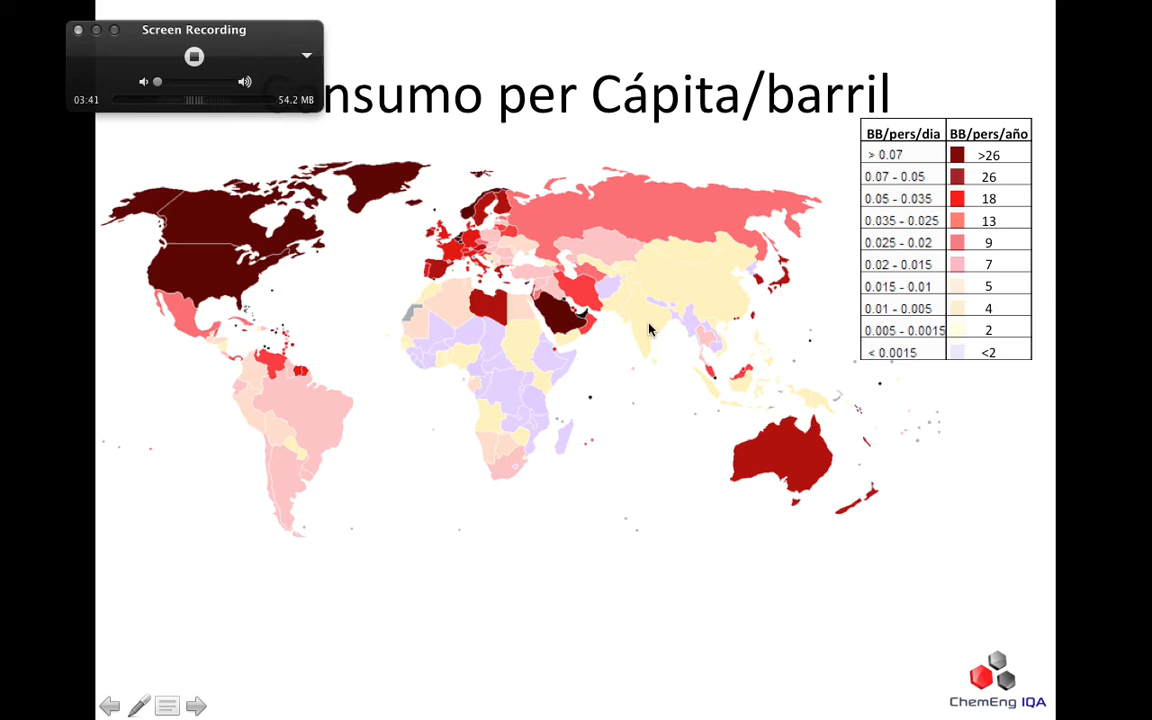 Screen Recording
03:41
54.2 MB
nsumo per Cápita/barril
BB/pers/dia BB/pers/año
> 0.07 >26
0.07 - 0.05 26
0.05 - 0.035 18
0.035 - 0.025 13
0.025 - 0.02 9
0.02 - 0.015 7
0.015 - 0.01 5
0.01 - 0.005 4
0.005 - 0.0015 2
< 0.0015 <2
ChemEng IQA